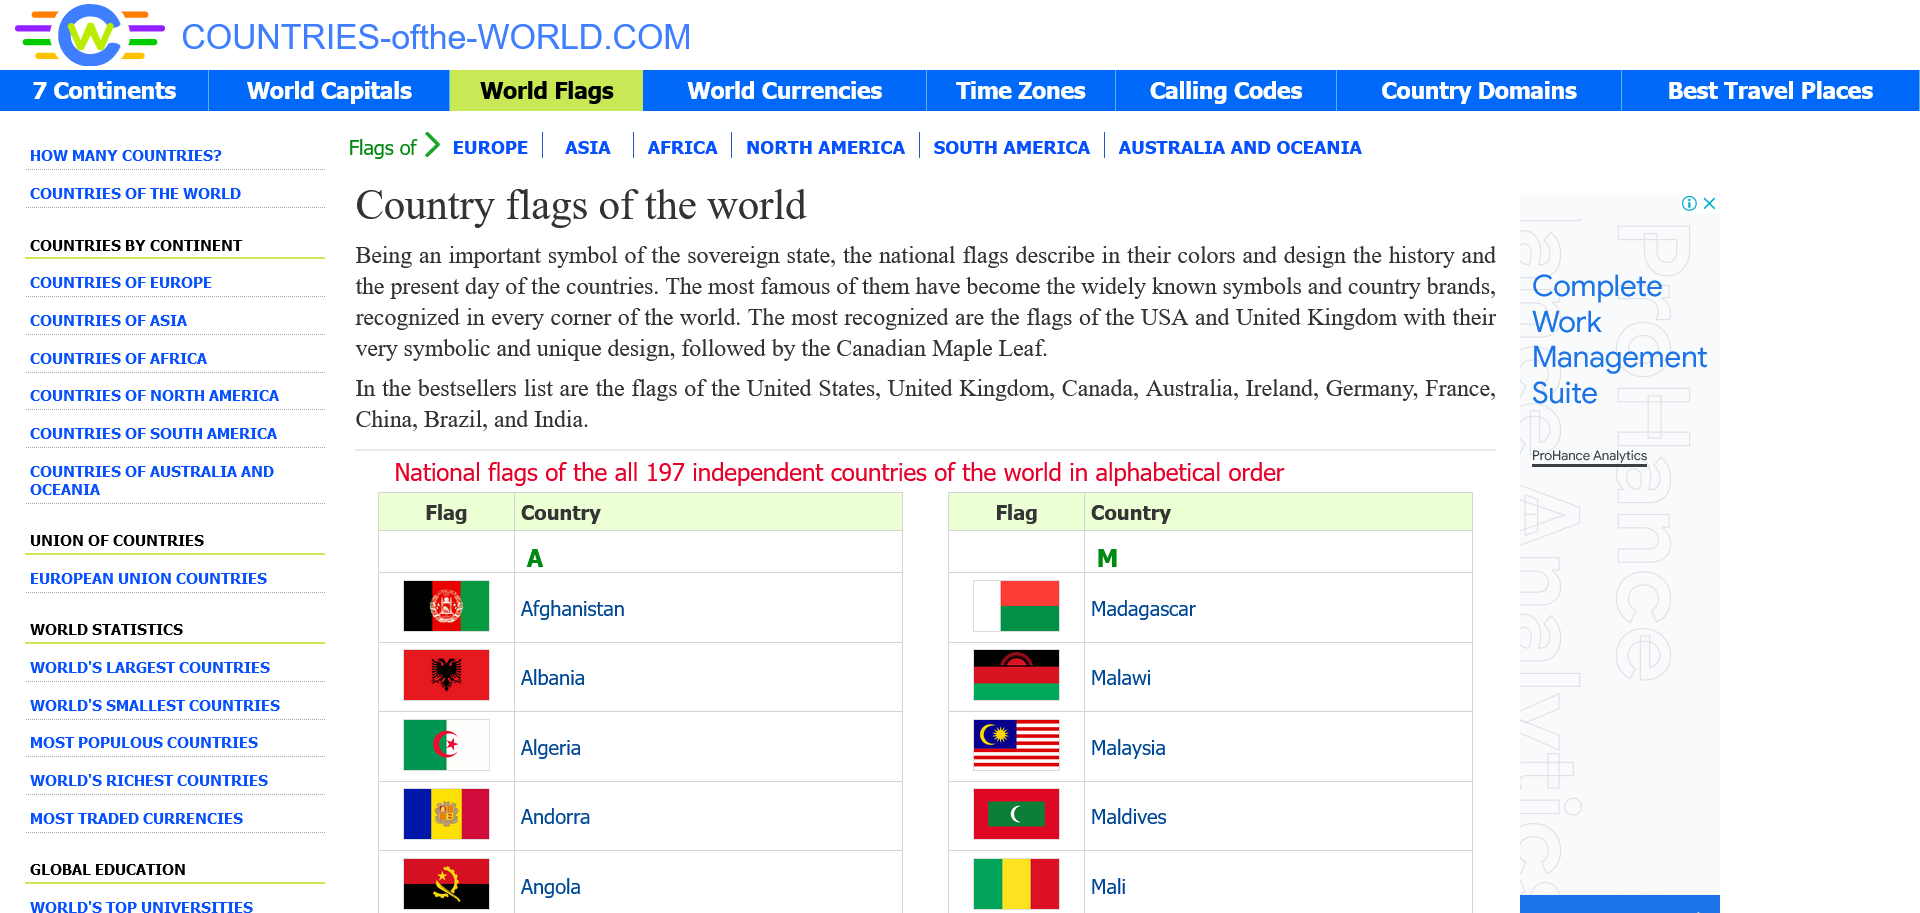 COUNTRIES-ofthe-WORLD.COM
7 Continents
World Capitals
World Flags
World Currencies
Time Zones
Calling Codes
Country Domains
Best Travel Places
HOW MANY COUNTRIES?
COUNTRIES OF THE WORLD
COUNTRIES BY CONTINENT
COUNTRIES OF EUROPE
COUNTRIES OF ASIA
COUNTRIES OF AFRICA
COUNTRIES OF NORTH AMERICA
COUNTRIES OF SOUTH AMERICA
COUNTRIES OF AUSTRALIA AND
OCEANIA
UNION OF COUNTRIES
EUROPEAN UNION COUNTRIES
WORLD STATISTICS
WORLD'S LARGEST COUNTRIES
WORLD'S SMALLEST COUNTRIES
MOST POPULOUS COUNTRIES
WORLD'S RICHEST COUNTRIES
MOST TRADED CURRENCIES
GLOBAL EDUCATION
WORLD'S TOP UNIVERSITIES
Flags of EUROPE ASIA AFRICA NORTH AMERICA SOUTH AMERICA AUSTRALIA AND OCEANIA
Country flags of the world
Being an important symbol of the sovereign state, the national flags describe in their colors and design the history and
the present day of the countries. The most famous of them have become the widely known symbols and country brands,
recognized in every corner of the world. The most recognized are the flags of the USA and United Kingdom with their
very symbolic and unique design, followed by the Canadian Maple Leaf.
In the bestsellers list are the flags of the United States, United Kingdom, Canada, Australia, Ireland, Germany, France,
China, Brazil, and India.
National flags of the all 197 independent countries of the world in alphabetical order
Flag Country
A
Afghanistan
Albania
Algeria
Andorra
Angola
Flag Country
M
Madagascar
Malawi
Malaysia
Maldives
Mali
Complete
Work
Management
Suite
ProHance Analytics
ProHance